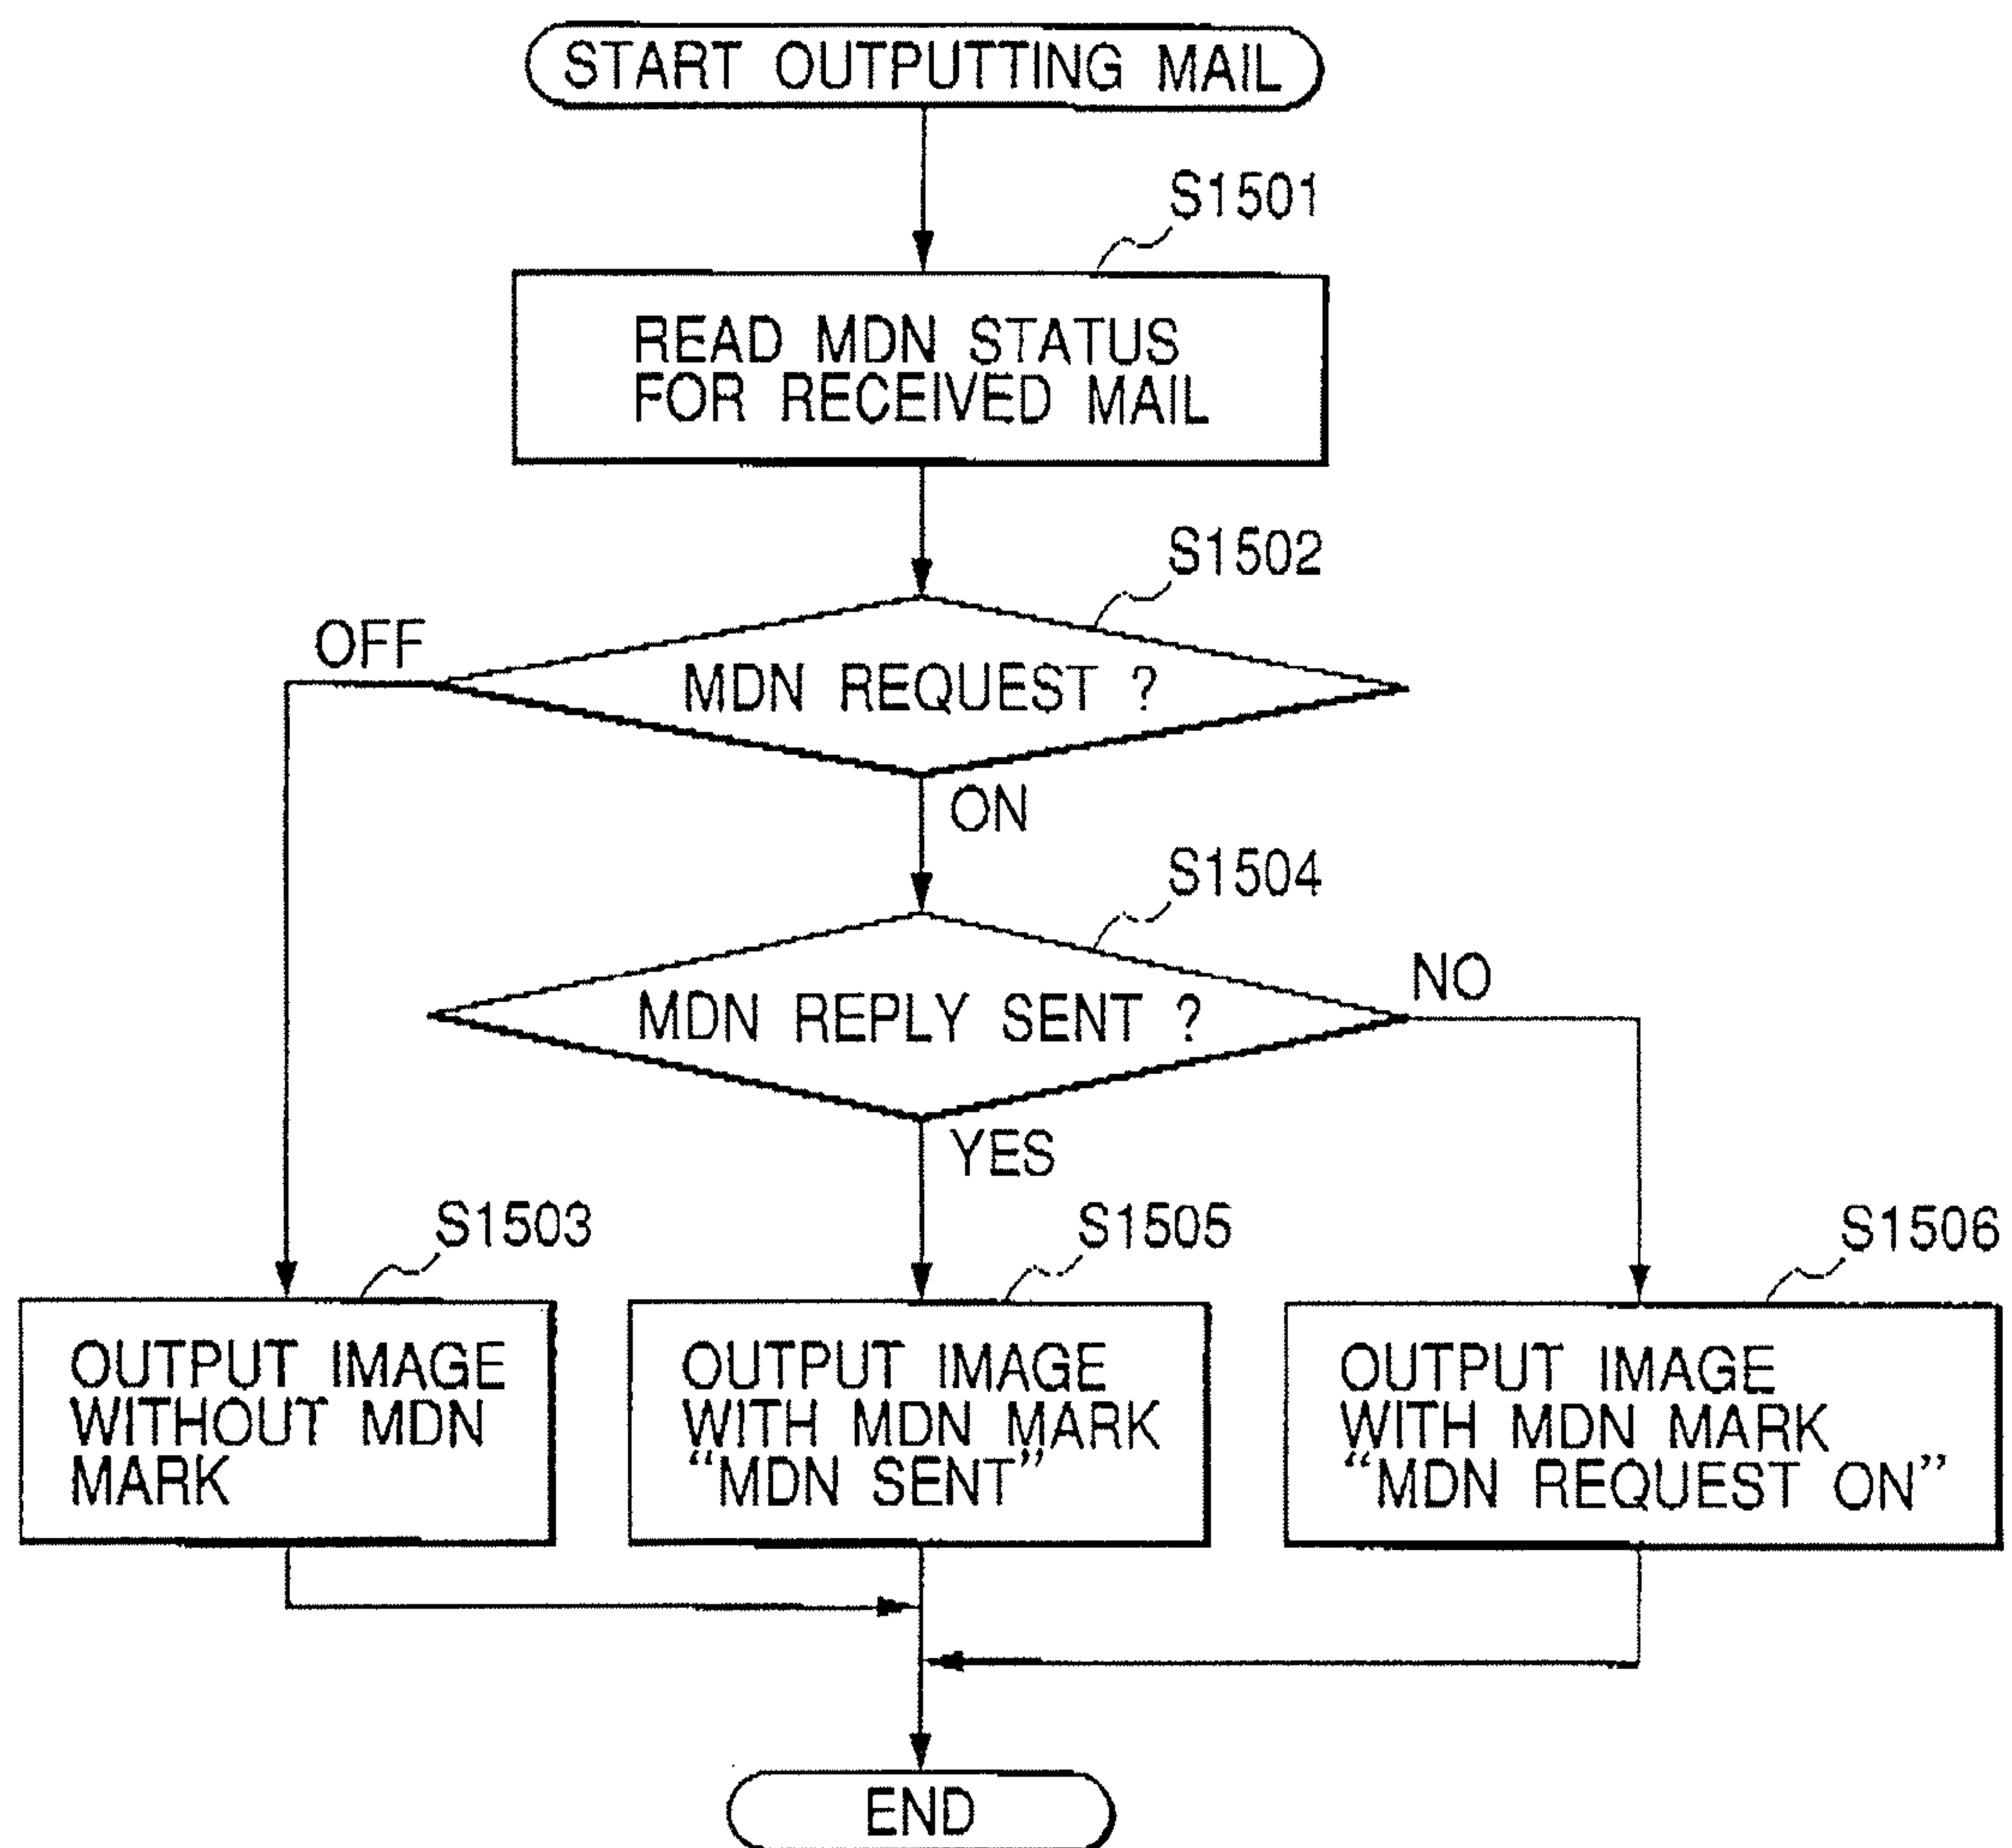 START OUTPUTTING MAIL
S1501
READ MDN STATUS
FOR RECEIVED MAIL
S1502
OFF
MDN REQUEST ?
ON
S1504
MDN REPLY SENT ?
NO
YES
S1503
OUTPUT IMAGE
WITHOUT MDN
MARK
S1505
OUTPUT IMAGE
WITH MDN MARK
“MDN SENT”
S1506
OUTPUT IMAGE
WITH MDN MARK
“MDN REQUEST ON”
END